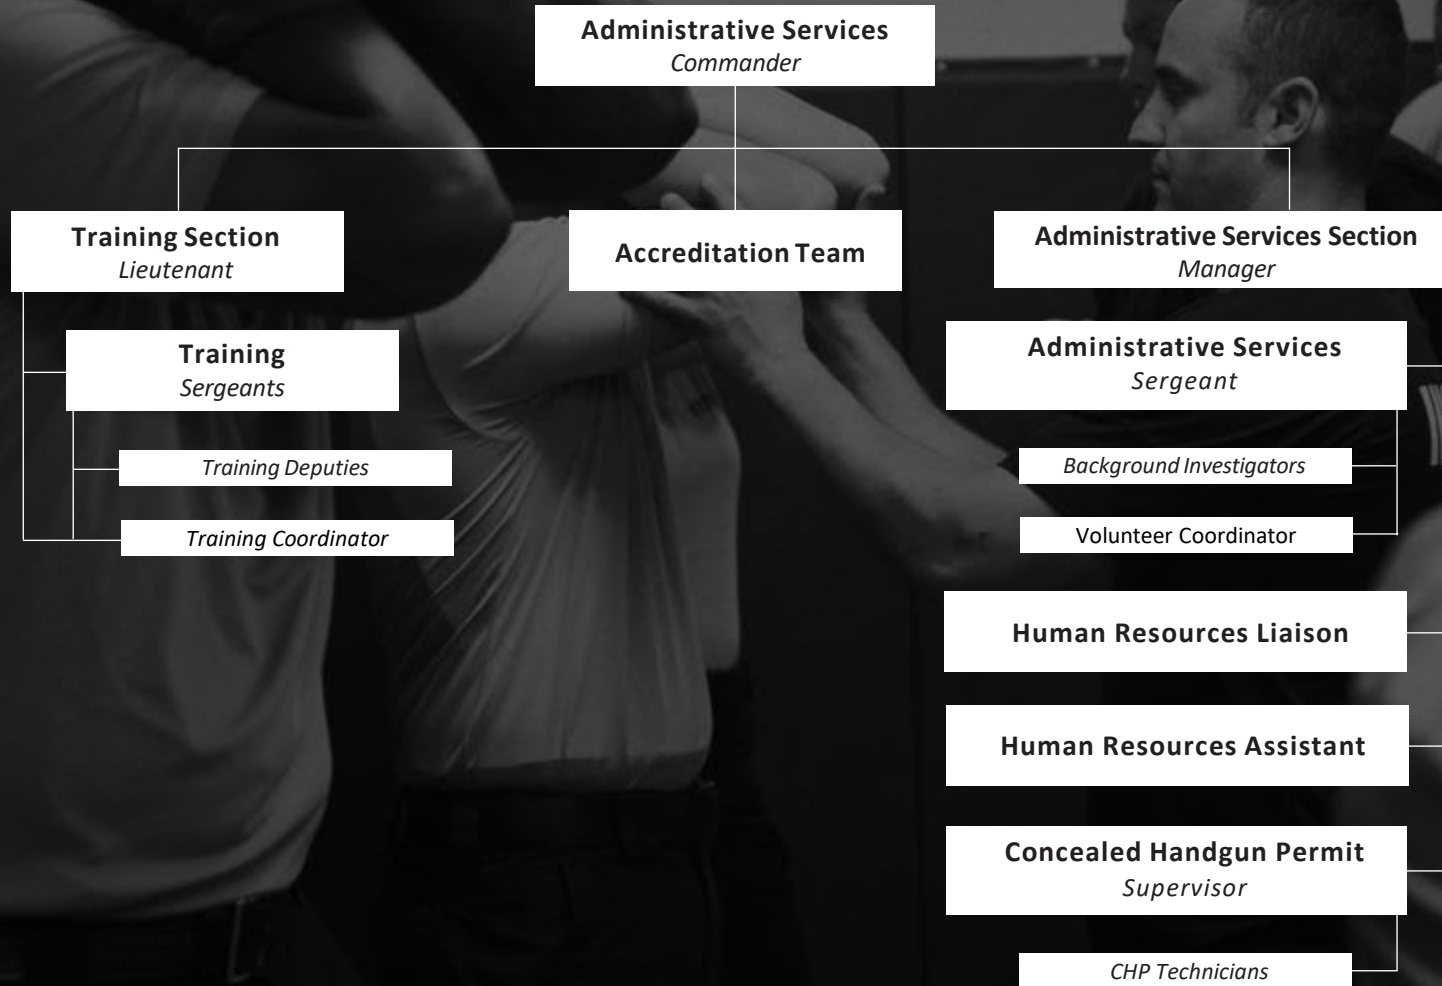 Administrative Services
Commander
Training Section
Lieutenant
Accreditation Team
Administrative Services Section
Manager
Training
Sergeants
Training Deputies
Training Coordinator
Administrative Services
Sergeant
Background Investigators
Volunteer Coordinator
Human Resources Liaison
Human Resources Assistant
Concealed Handgun Permit
Supervisor
CHP Technicians